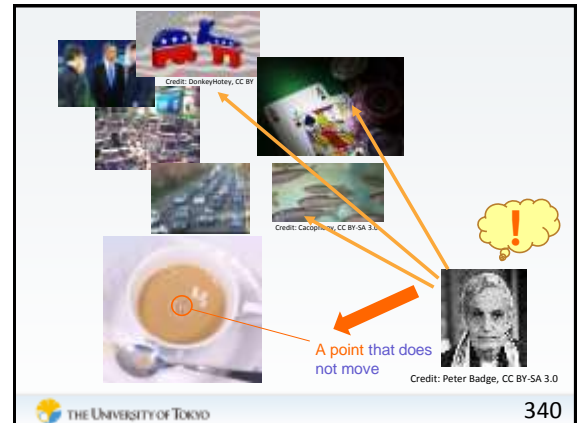 Credit: DonkeyHotey, CC BY
Credit: Cacophony, CC BY-SA 3.0
!
A point that does
not move
Credit: Peter Badge, CC BY-SA 3.0
THE UNIVERSITY OF TOKYO
340